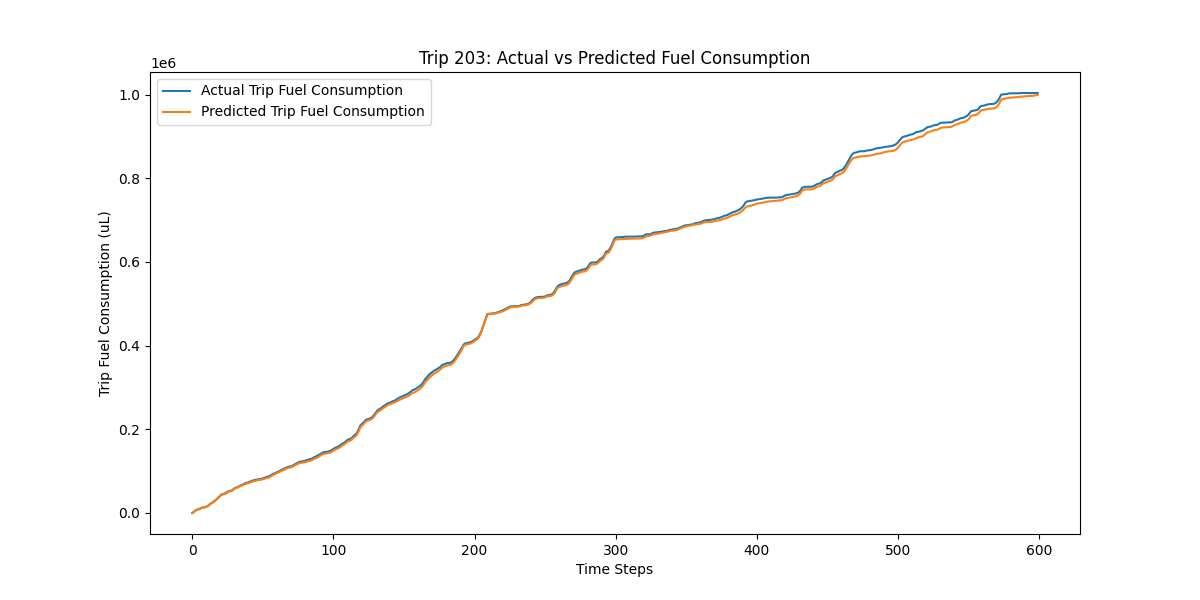 Trip 203: Actual vs Predicted Fuel Consumption
1e6
Actual Trip Fuel Consumption
Predicted Trip Fuel Consumption
1.0
0.8
0.6
0.4
0.2
0.0
Trip Fuel Consumption (uL)
0 100 200 300 400 500 600
Time Steps